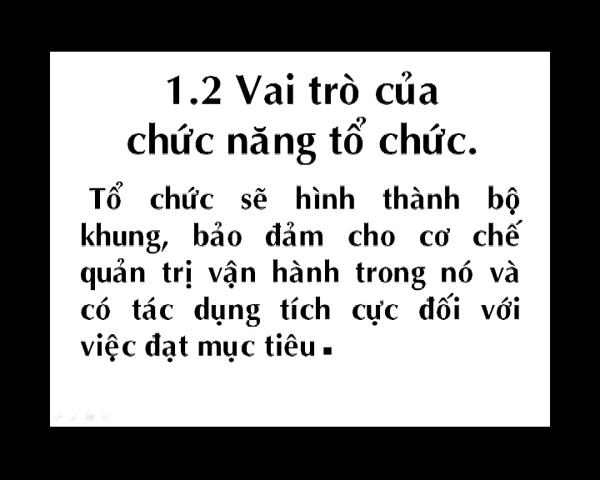 1.2 Vai trò của
chức năng tổ chức.
Tổ chức sẽ hình thành bộ
khung, bảo đảm cho cơ chế
quản trị vận hành trong nó và
có tác dụng tích cực đối với
việc đạt mục tiêu .